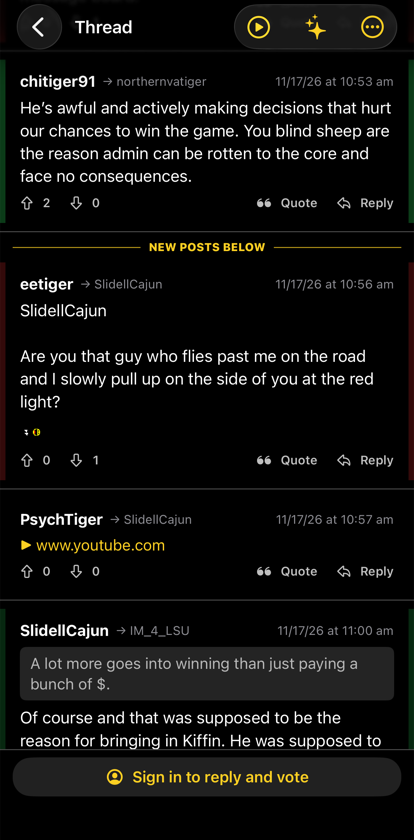 Thread
chitiger91 → northernvatiger 11/17/26 at 10:53 am
He's awful and actively making decisions that hurt
our chances to win the game. You blind sheep are
the reason admin can be rotten to the core and
face no consequences.
2 0 Quote Reply
NEW POSTS BELOW
eetiger → SlidellCajun 11/17/26 at 10:56 am
SlidellCajun
Are you that guy who flies past me on the road
and I slowly pull up on the side of you at the red
light?
0 1 Quote Reply
PsychTiger → SlidellCajun 11/17/26 at 10:57 am
www.youtube.com
0 0 Quote Reply
SlidellCajun → IM_4_LSU 11/17/26 at 11:00 am
A lot more goes into winning than just paying a
bunch of $.
Of course and that was supposed to be the
reason for bringing in Kiffin. He was supposed to
Sign in to reply and vote